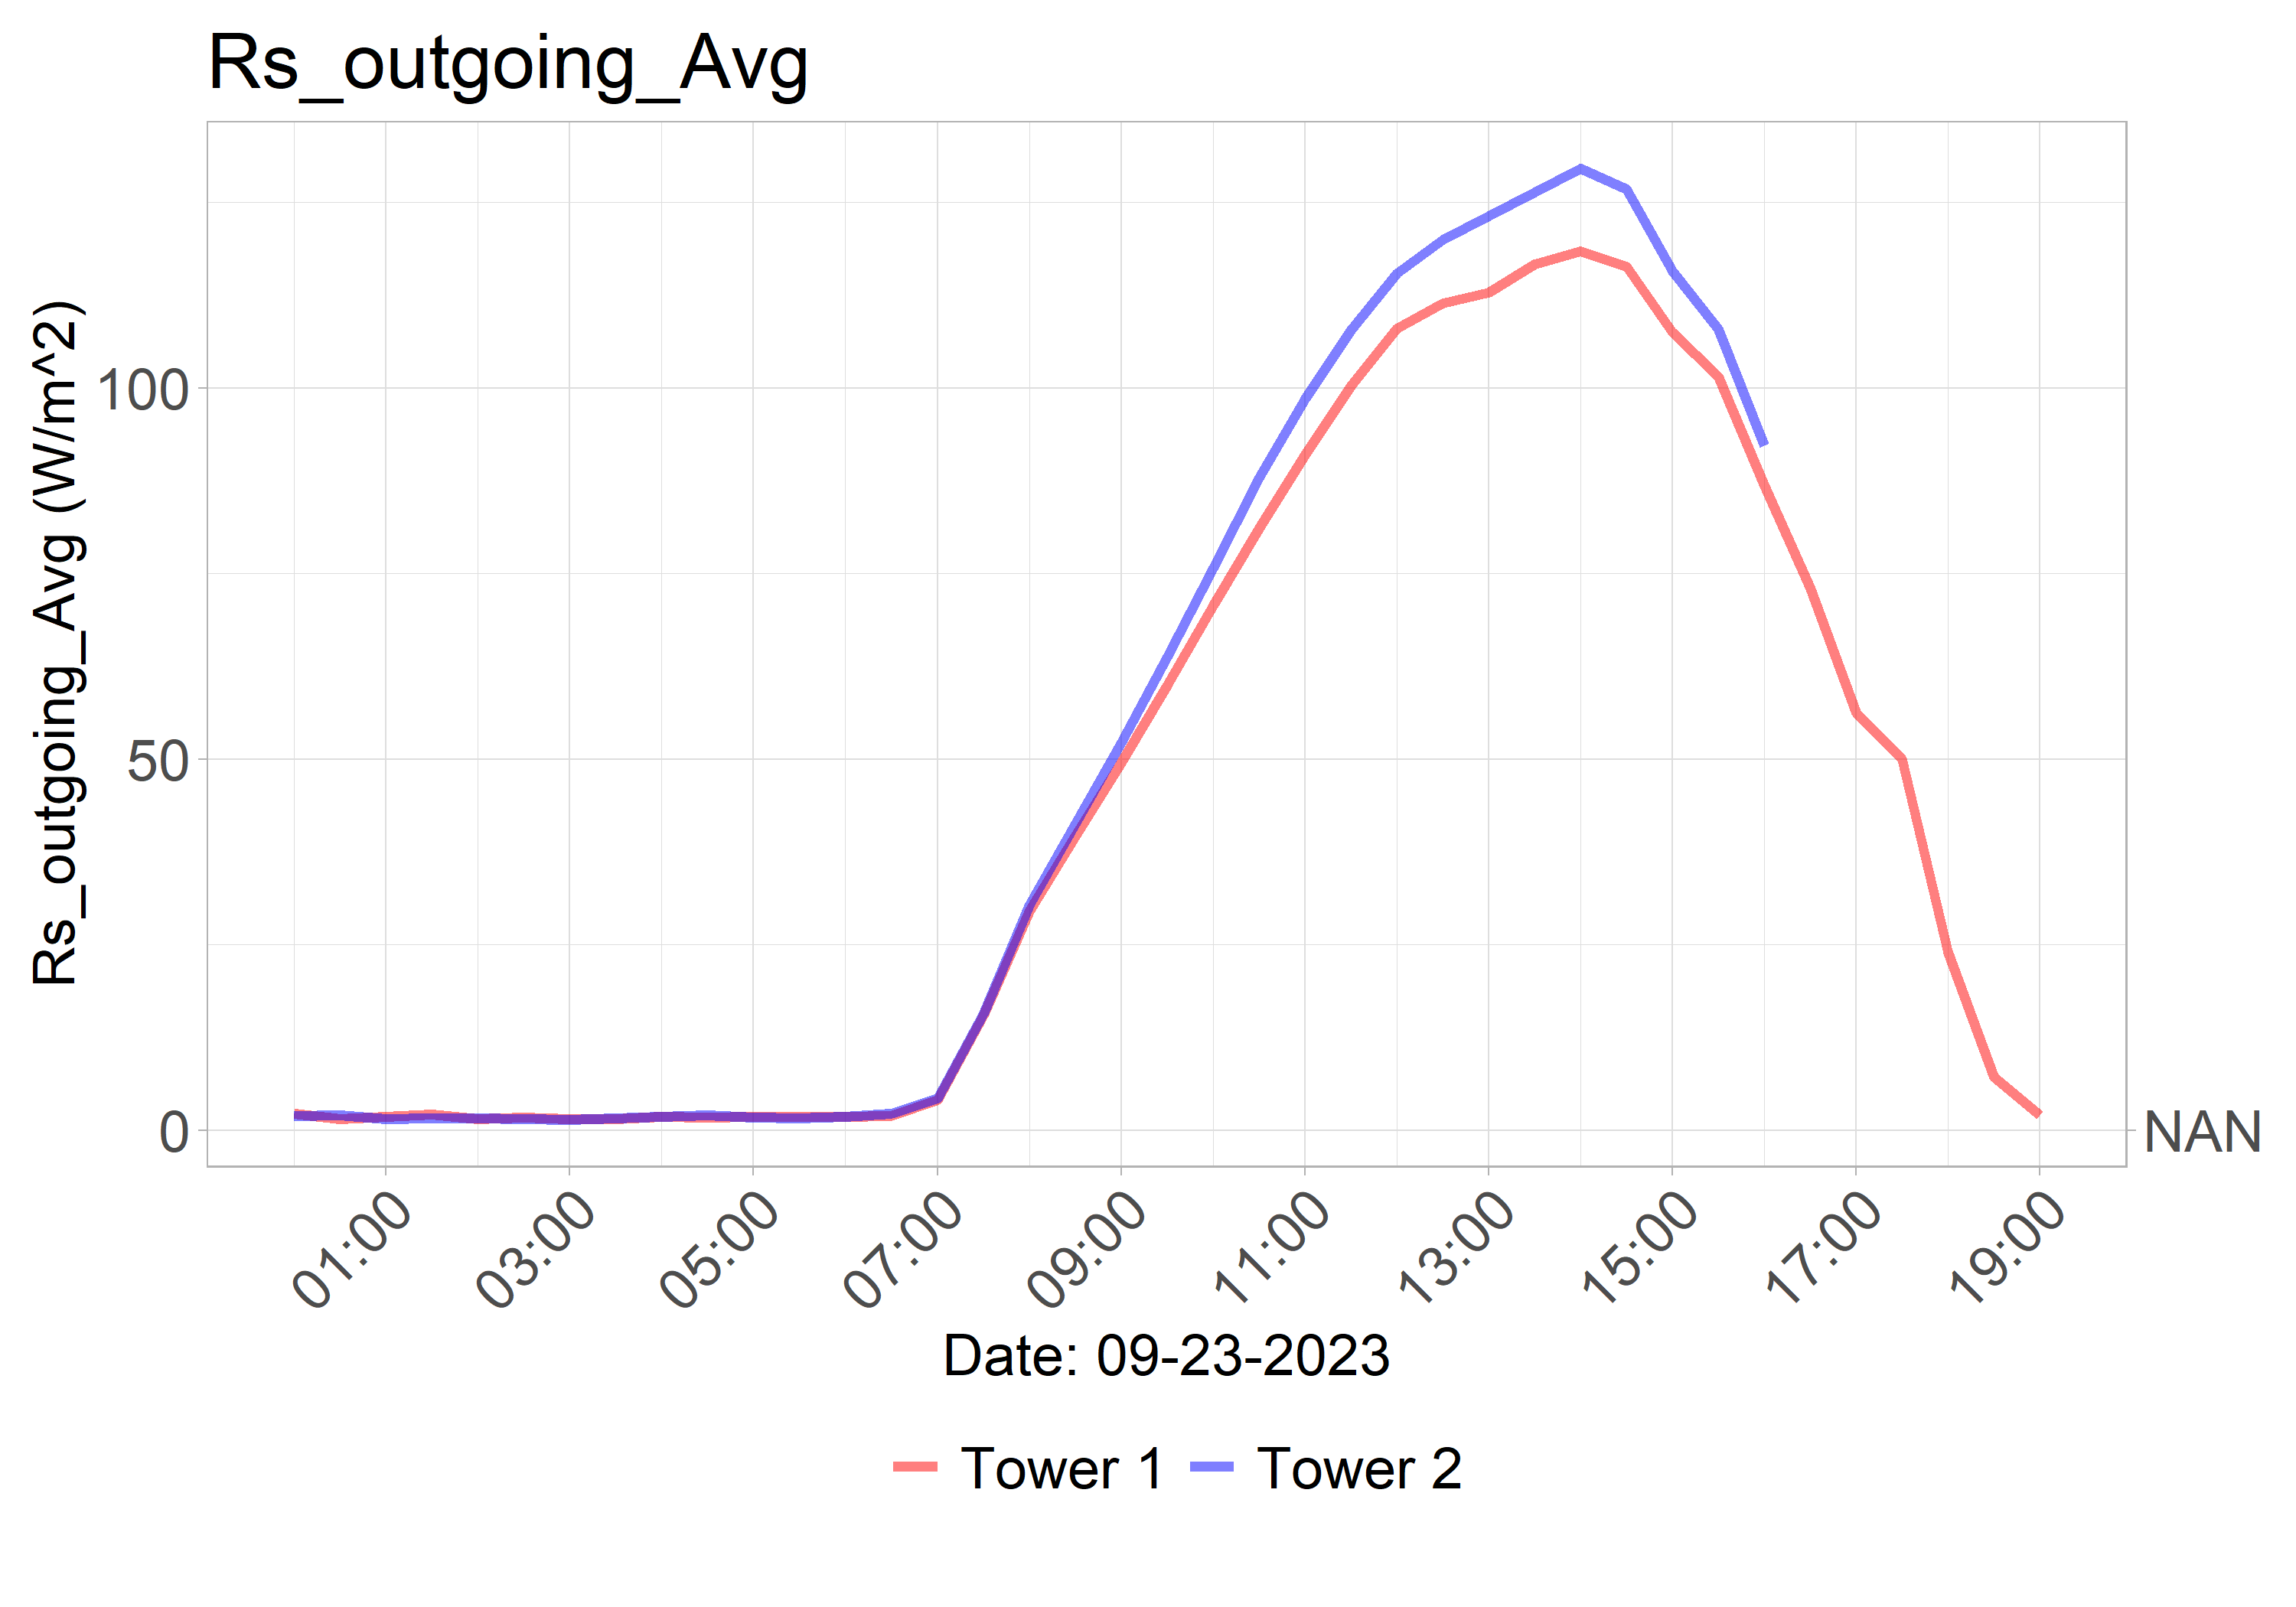 Rs_outgoing_Avg
Rs_outgoing_Avg (W/m^2)
100
50
0
NAN
01:00 03:00 05:00 07:00 09:00 11:00 13:00 15:00 17:00 19:00
Date: 09-23-2023
Tower 1 Tower 2